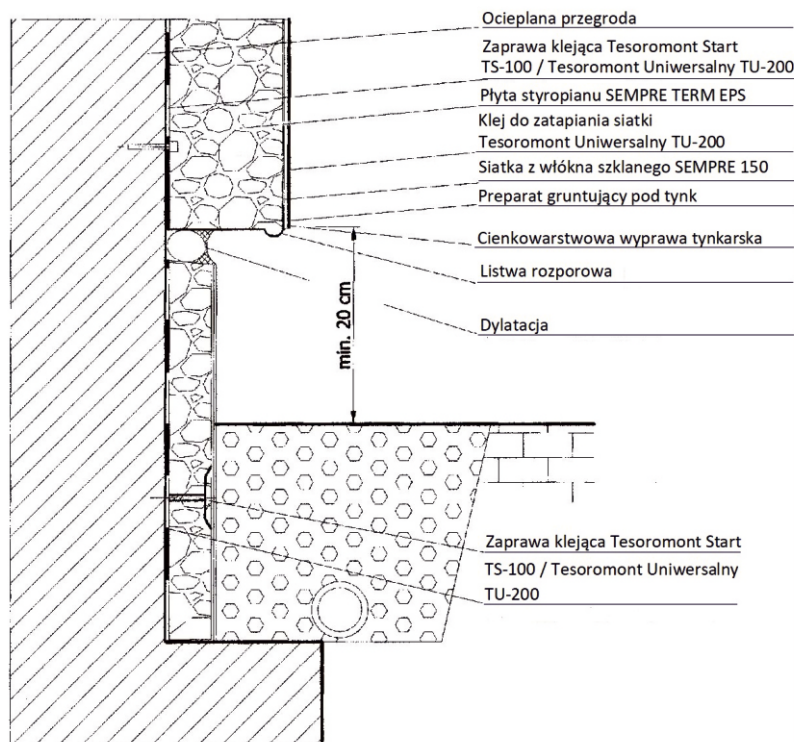 Ocieplana przegroda
Zaprawa klejąca Tesoromont Start
TS-100 / Tesoromont Uniwersalny TU-200
Płyta styropianu SEMPRE TERM EPS
Klej do zatapiania siatki
Tesoromont Uniwersalny TU-200
Siatka z włókna szklanego SEMPRE 150
Preparat gruntujący pod tynk
Cienkowarstwowa wyprawa tynkarska
Listwa rozporowa
Dylatacja
min. 20 cm
Zaprawa klejąca Tesoromont Start
TS-100 / Tesoromont Uniwersalny
TU-200